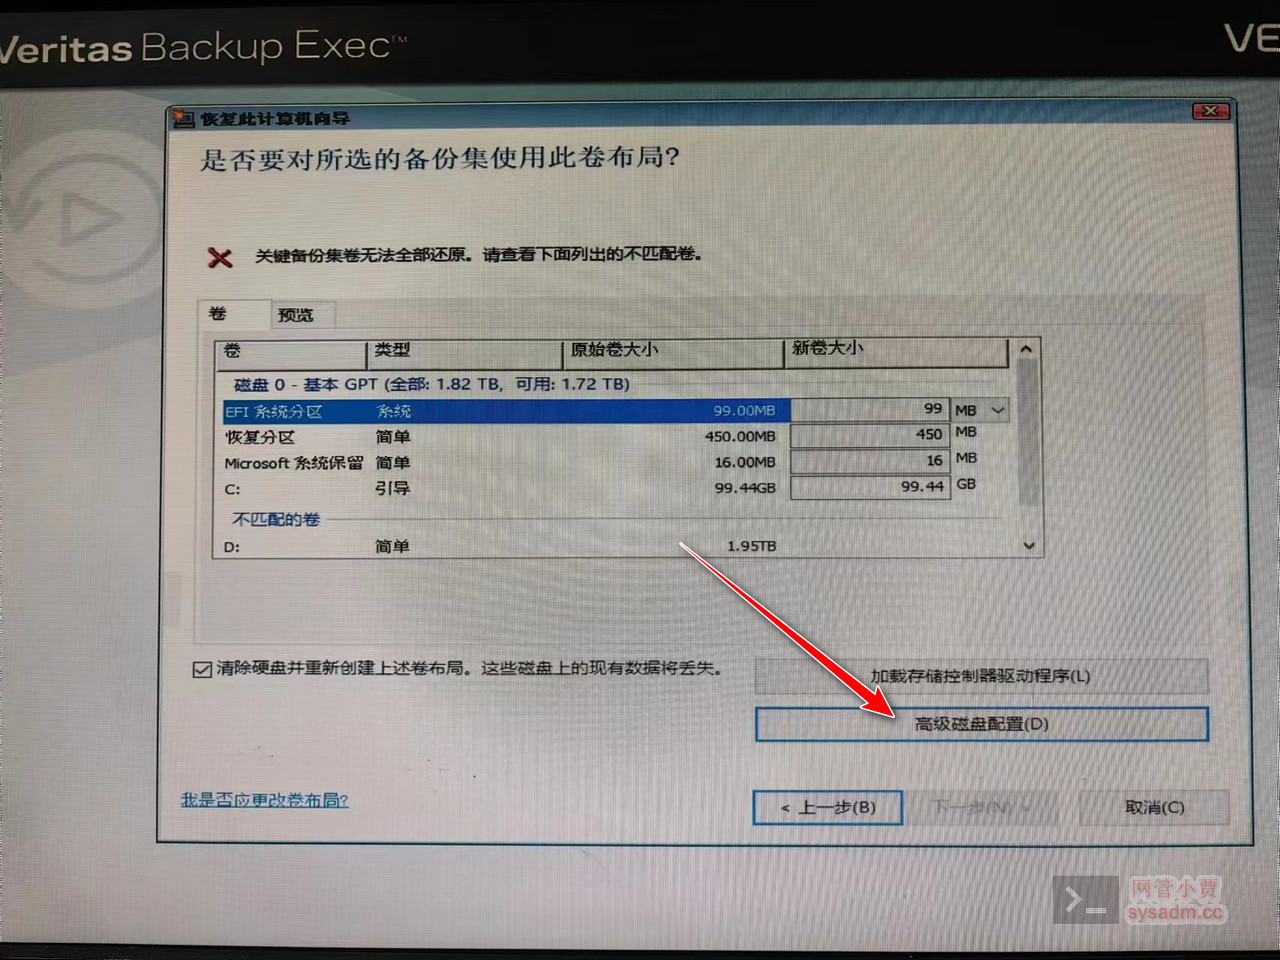 Veritas Backup Exec™
VE
恢复此计算机向导
是否要对所选的备份集使用此卷布局?
关键备份集卷无法全部还原。请查看下面列出的不匹配卷。
卷 预览
卷 类型 原始卷大小 新卷大小
磁盘 0 - 基本 GPT (全部: 1.82 TB, 可用: 1.72 TB)
EFI 系统分区 系统 99.00MB 99 MB
恢复分区 简单 450.00MB 450 MB
Microsoft 系统保留 简单 16.00MB 16 MB
C: 引导 99.44GB 99.44 GB
不匹配的卷
D: 简单 1.95TB
清除硬盘并重新创建上述卷布局。这些磁盘上的现有数据将丢失。
加载存储控制器驱动程序(L)
高级磁盘配置(D)
我是否应更改卷布局?
< 上一步(B) 下一步(N) > 取消(C)
网管小贾
sysadm.cc